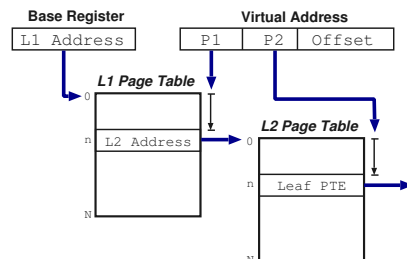 Base Register
Virtual Address
L1 Address
P1 P2 Offset
L1 Page Table
0
n L2 Address
N
L2 Page Table
0
n Leaf PTE
N